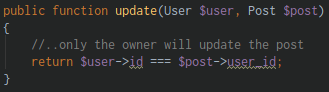 public function update(User $user, Post $post)
{
//..only the owner will update the post
return $user->id === $post->user_id;
}